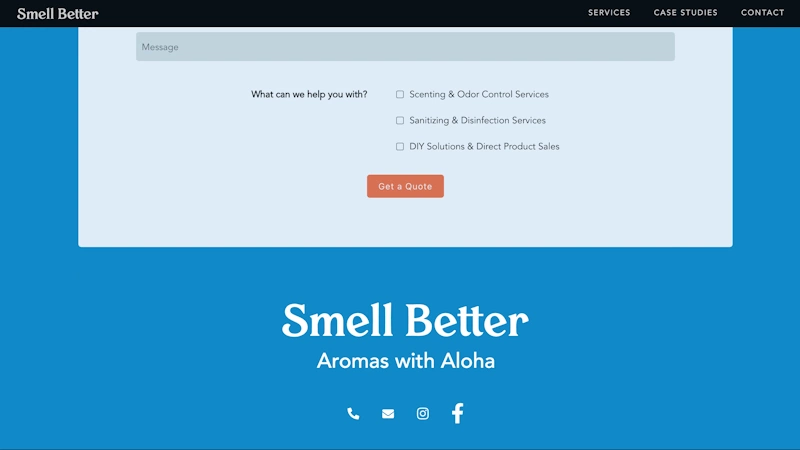 Smell Better
SERVICES CASE STUDIES CONTACT
Message
What can we help you with?
Scenting & Odor Control Services
Sanitizing & Disinfection Services
DIY Solutions & Direct Product Sales
Get a Quote
Smell Better
Aromas with Aloha